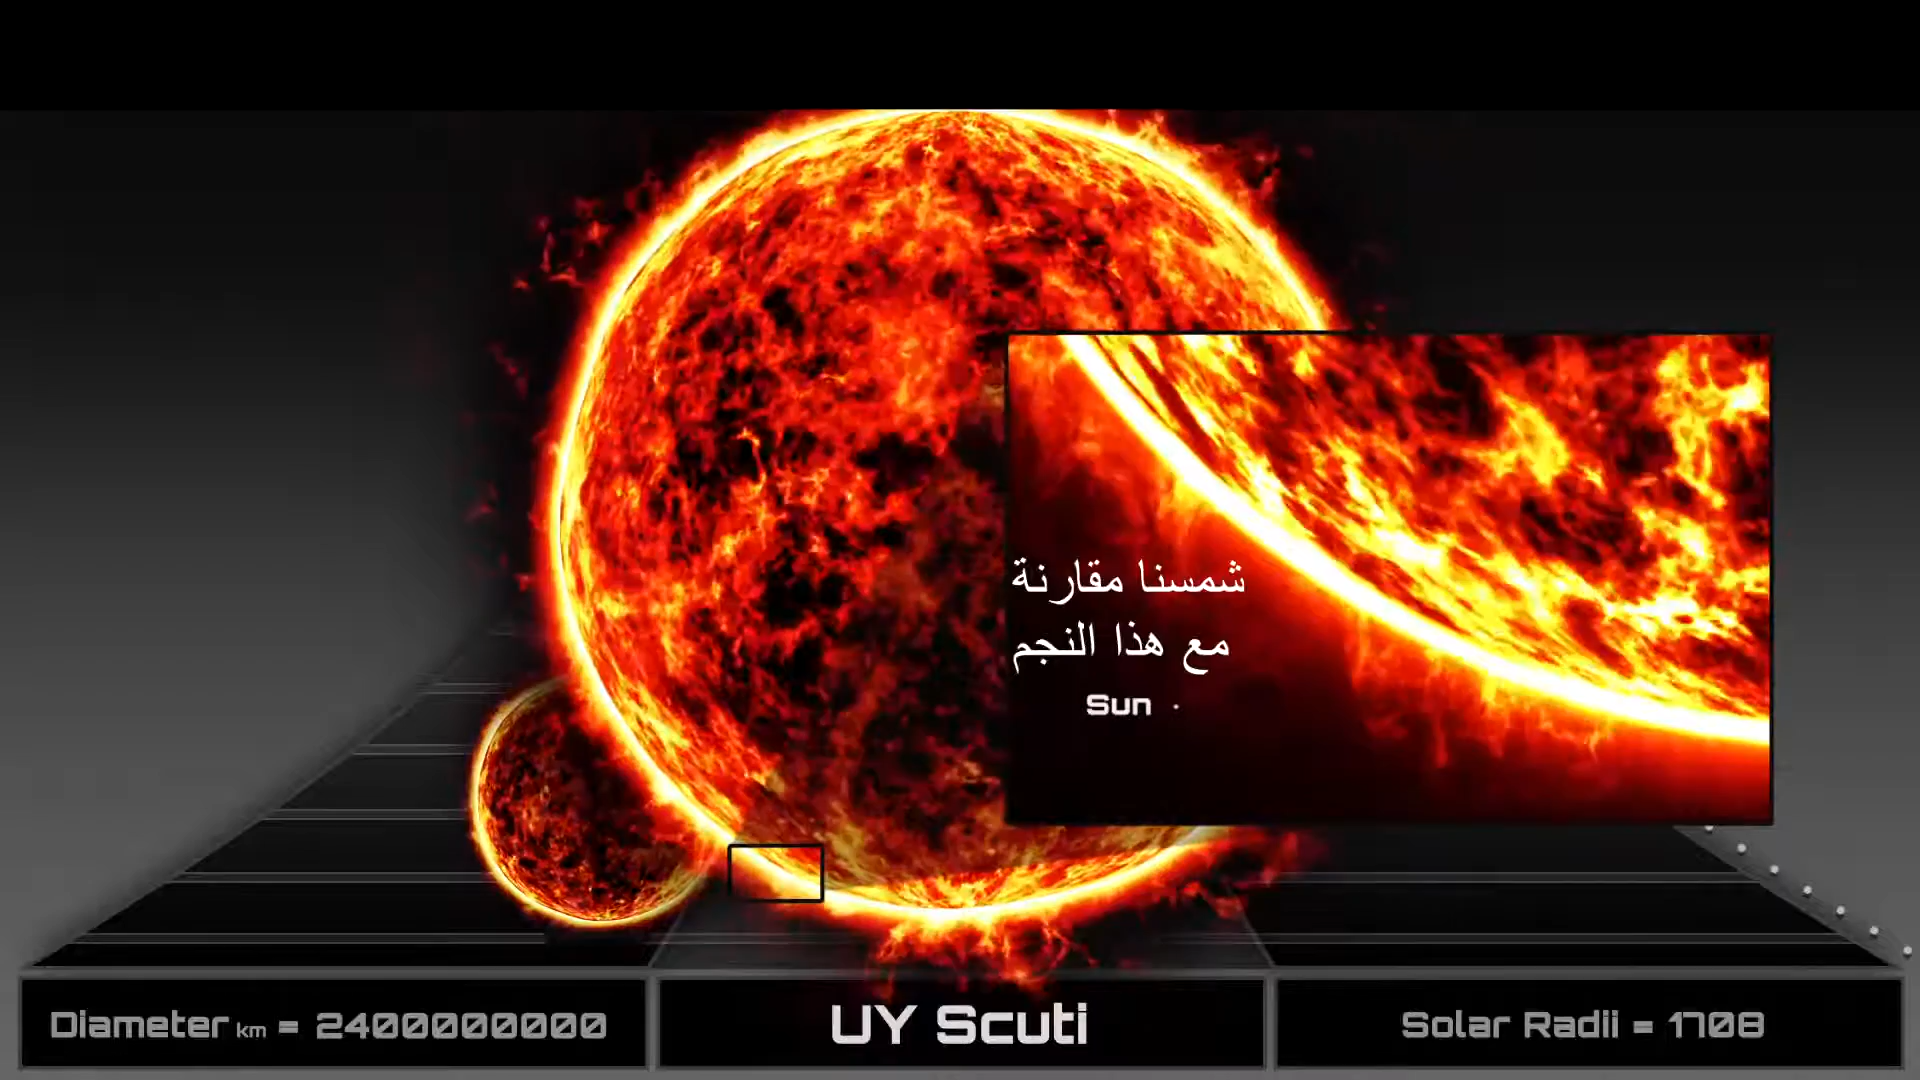 شمسنا مقارنة
مع هذا النجم
Sun
Diameter km = 2400000000
UY Scuti
Solar Radii = 1708